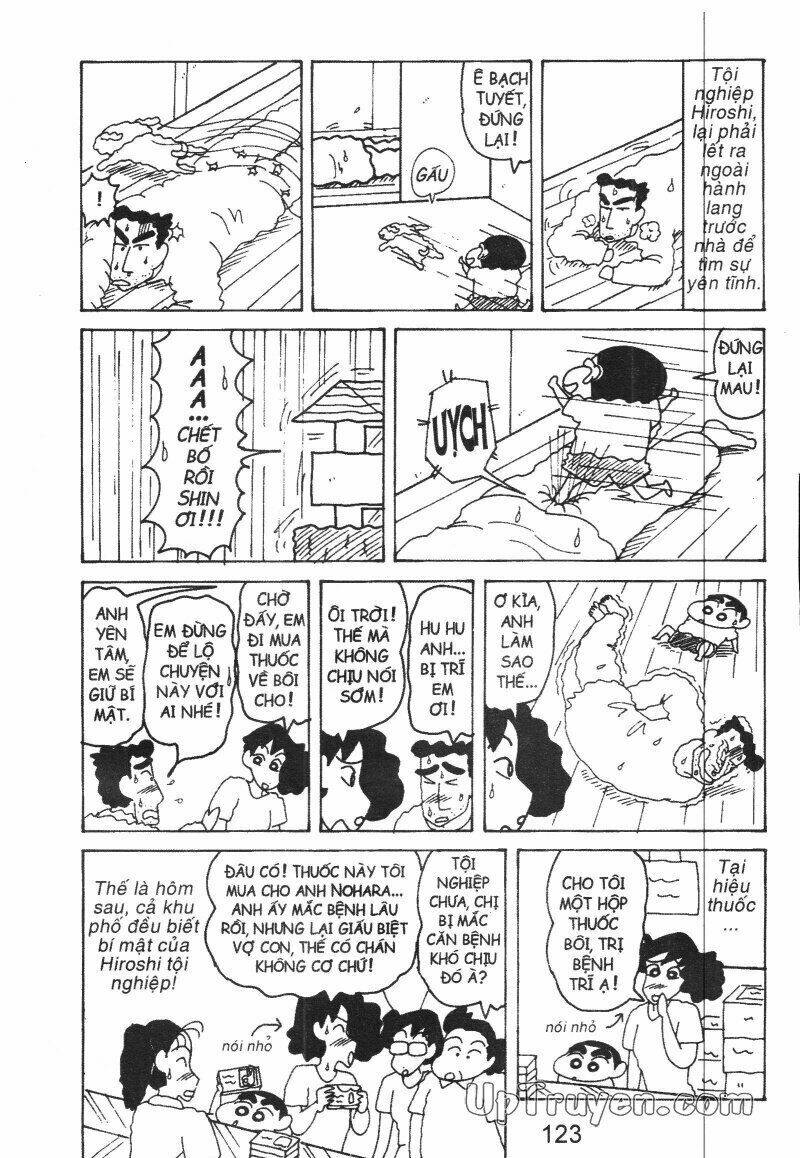 Tội
nghiệp
Hiroshi,
lại phải
lết ra
ngoài
hành
lang
trước
nhà để
tìm sự
yên tĩnh.
Ê BẠCH
TUYẾT,
ĐỨNG
LẠI!
GẤU
!
ĐỨNG
LẠI
MAU!
UỴCH
A
A
A
...
CHẾT
BỐ
RỒI
SHIN
ƠI!!!
Ơ KÌA,
ANH
LÀM
SAO
THẾ...
HU HU
ANH...
BỊ TRĨ
EM
ƠI!
ÔI TRỜI!
THẾ MÀ
KHÔNG
CHỊU NÓI
SỚM!
CHỜ
ĐẤY, EM
ĐI MUA
THUỐC
VỀ BÔI
CHO!
EM ĐỪNG
ĐỂ LỘ
CHUYỆN
NÀY VỚI
AI NHÉ!
ANH
YÊN
TÂM,
EM SẼ
GIỮ BÍ
MẬT.
Tại
hiệu
thuốc
...
CHO TÔI
MỘT HỘP
THUỐC
BÔI, TRỊ
BỆNH
TRĨ Ạ!
nói nhỏ
TỘI
NGHIỆP
CHƯA, CHỊ
BỊ MẮC
CĂN BỆNH
KHÓ CHỊU
ĐÓ À?
ĐÂU CÓ! THUỐC NÀY TÔI
MUA CHO ANH NOHARA...
ANH ẤY MẮC BỆNH LÂU
RỒI, NHƯNG LẠI GIẤU BIỆT
VỢ CON, THẾ CÓ CHÁN
KHÔNG CƠ CHỨ!
nói nhỏ
Thế là hôm
sau, cả khu
phố đều biết
bí mật của
Hiroshi tội
nghiệp!
UpTruyen.com
123